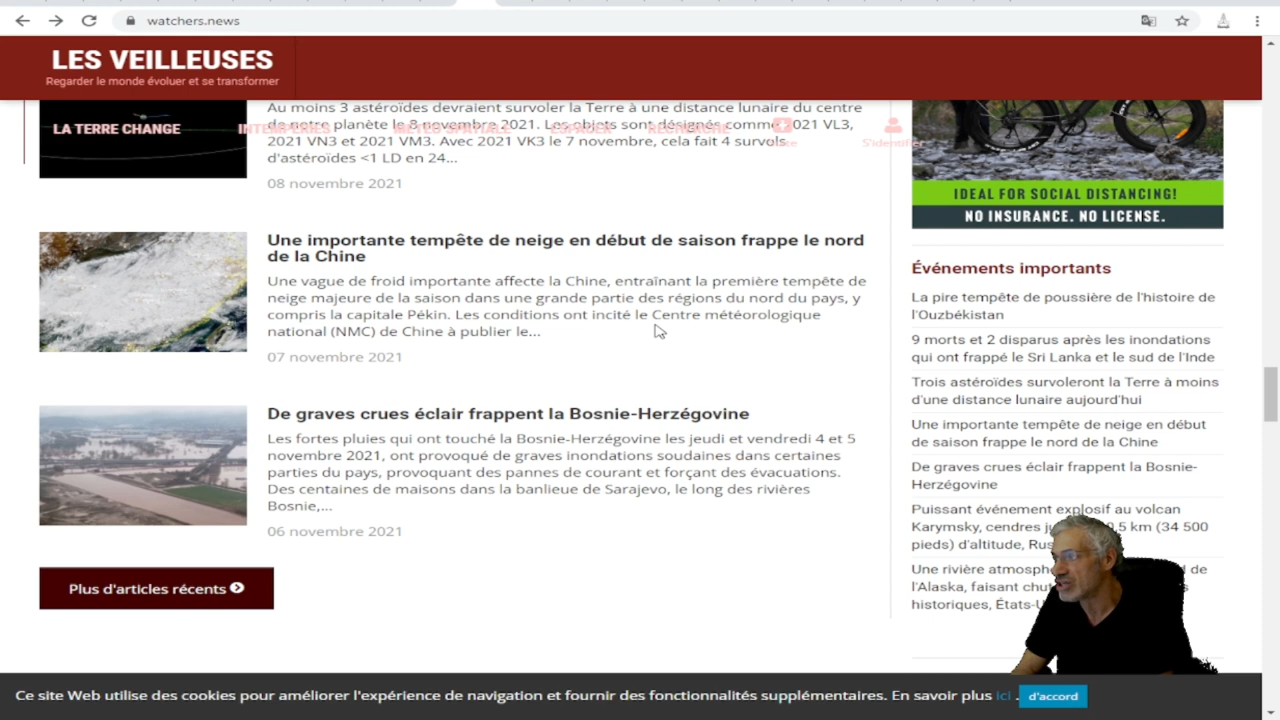 watchers.news
LES VEILLEUSES
Regarder le monde évoluer et se transformer
LA TERRE CHANGE INTEMPÉRIES MÉTÉO SPATIALE ESPACER RECHERCHE S'identifier
Au moins 3 astéroïdes devraient survoler la Terre à une distance lunaire du centre
de notre planète le 8 novembre 2021. Les objets sont désignés comme 2021 VL3,
2021 VN3 et 2021 VM3. Avec 2021 VK3 le 7 novembre, cela fait 4 survols
d'astéroïdes <1 LD en 24...
08 novembre 2021
Une importante tempête de neige en début de saison frappe le nord
de la Chine
Une vague de froid importante affecte la Chine, entraînant la première tempête de
neige majeure de la saison dans une grande partie des régions du nord du pays, y
compris la capitale Pékin. Les conditions ont incité le Centre météorologique
national (NMC) de Chine à publier le...
07 novembre 2021
De graves crues éclair frappent la Bosnie-Herzégovine
Les fortes pluies qui ont touché la Bosnie-Herzégovine les jeudi et vendredi 4 et 5
novembre 2021, ont provoqué de graves inondations soudaines dans certaines
parties du pays, provoquant des pannes de courant et forçant des évacuations.
Des centaines de maisons dans la banlieue de Sarajevo, le long des rivières
Bosnie,...
06 novembre 2021
Plus d'articles récents
IDEAL FOR SOCIAL DISTANCING!
NO INSURANCE. NO LICENSE.
Événements importants
La pire tempête de poussière de l'histoire de
l'Ouzbékistan
9 morts et 2 disparus après les inondations
qui ont frappé le Sri Lanka et le sud de l'Inde
Trois astéroïdes survoleront la Terre à moins
d'une distance lunaire aujourd'hui
Une importante tempête de neige en début
de saison frappe le nord de la Chine
De graves crues éclair frappent la Bosnie-
Herzégovine
Puissant événement explosif au volcan
Karymsky, cendres km (34 500
pieds) d'altitude,
Une rivière de
l'Alaska, faisant
historiques,
Ce site Web utilise des cookies pour améliorer l'expérience de navigation et fournir des fonctionnalités supplémentaires. En savoir plus ici . d'accord